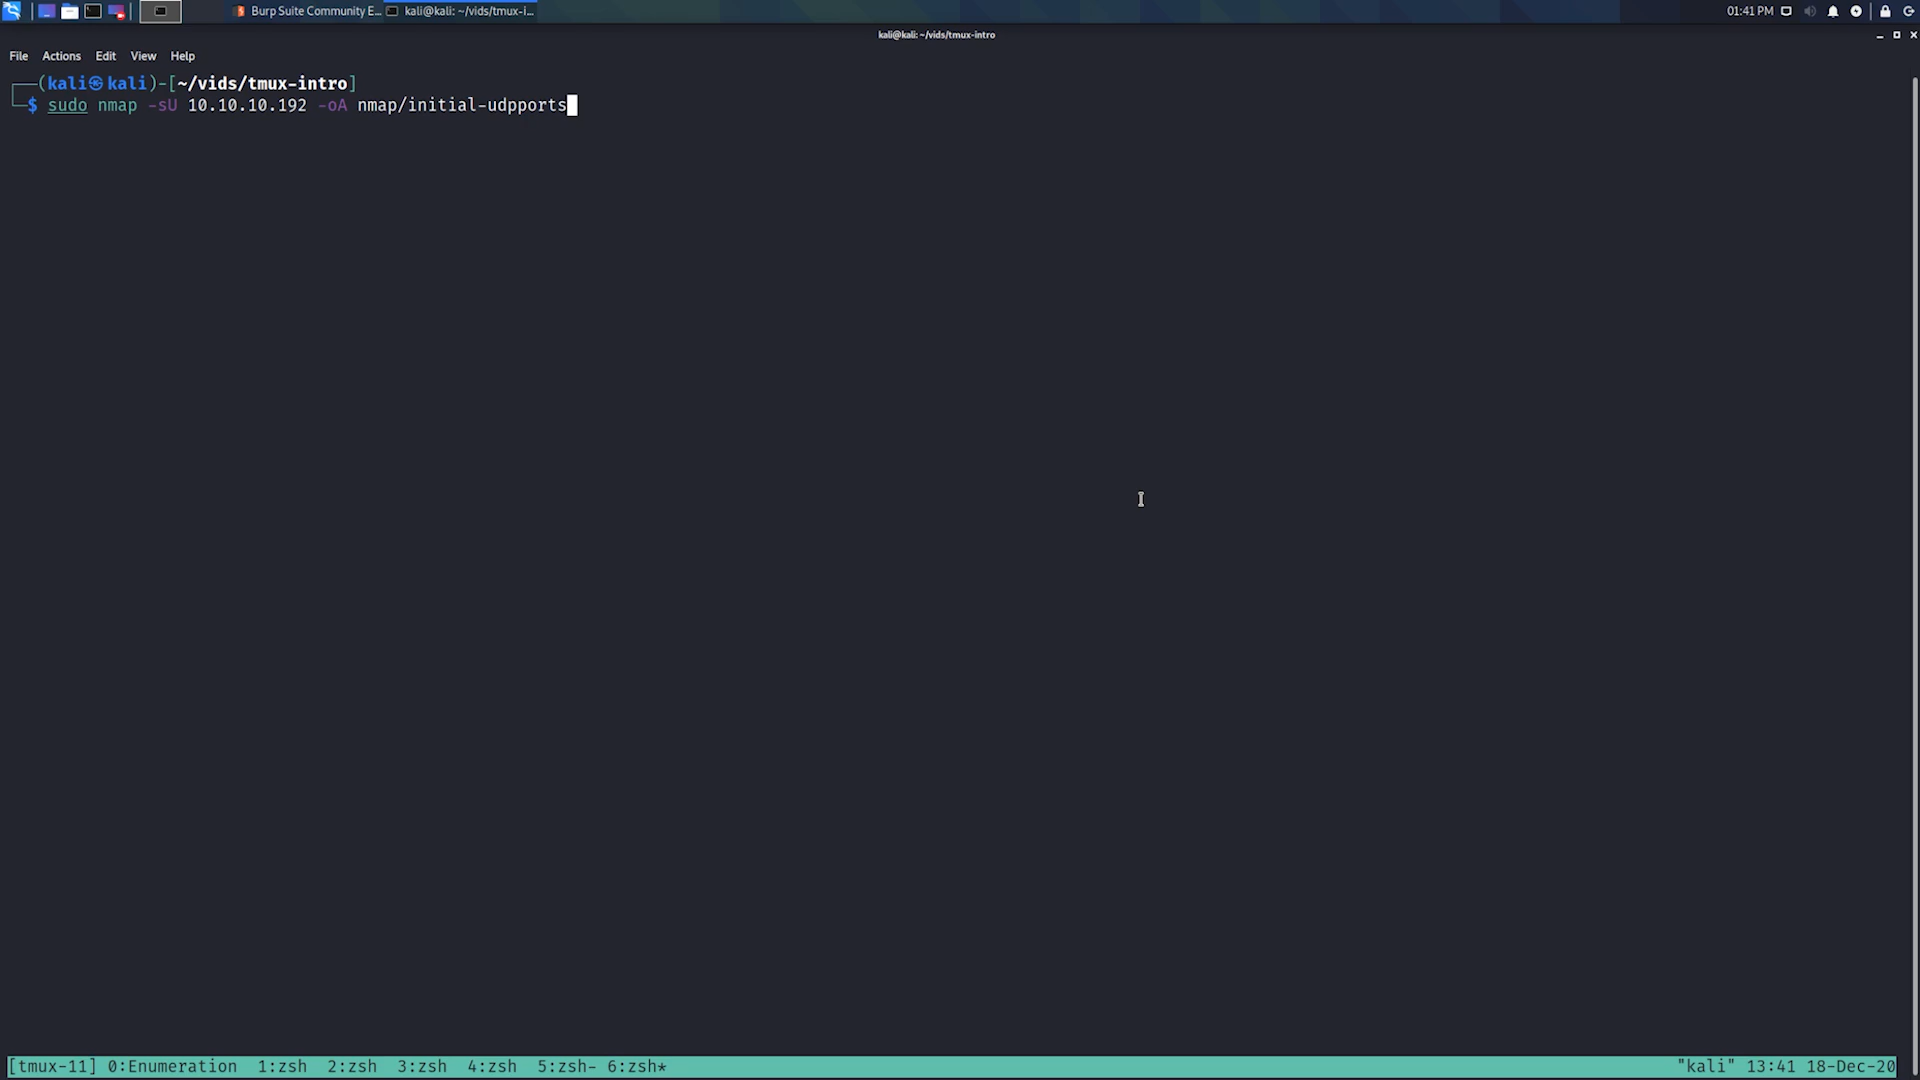 Burp Suite Community E...
kali@kali: ~/vids/tmux-i...
01:41 PM
kali@kali: ~/vids/tmux-intro
File Actions Edit View Help
┌──(kali㉿kali)-[~/vids/tmux-intro]
└─$ sudo nmap -sU 10.10.10.192 -oA nmap/initial-udpports
[tmux-11] 0:Enumeration 1:zsh 2:zsh 3:zsh 4:zsh 5:zsh- 6:zsh* "kali" 13:41 18-Dec-20